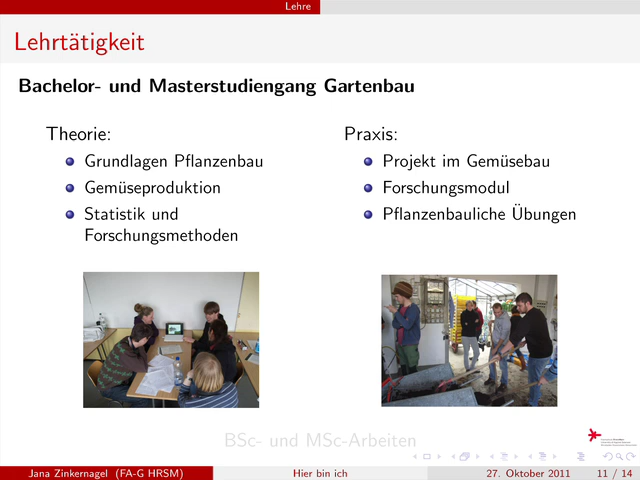 Lehre
Lehrtätigkeit
Bachelor- und Masterstudiengang Gartenbau
Theorie:
Grundlagen Pflanzenbau
Gemüseproduktion
Statistik und
Forschungsmethoden
Praxis:
Projekt im Gemüsebau
Forschungsmodul
Pflanzenbauliche Übungen
BSc- und MSc-Arbeiten
Jana Zinkernagel (FA-G HRSM)
Hier bin ich
27. Oktober 2011
11 / 14